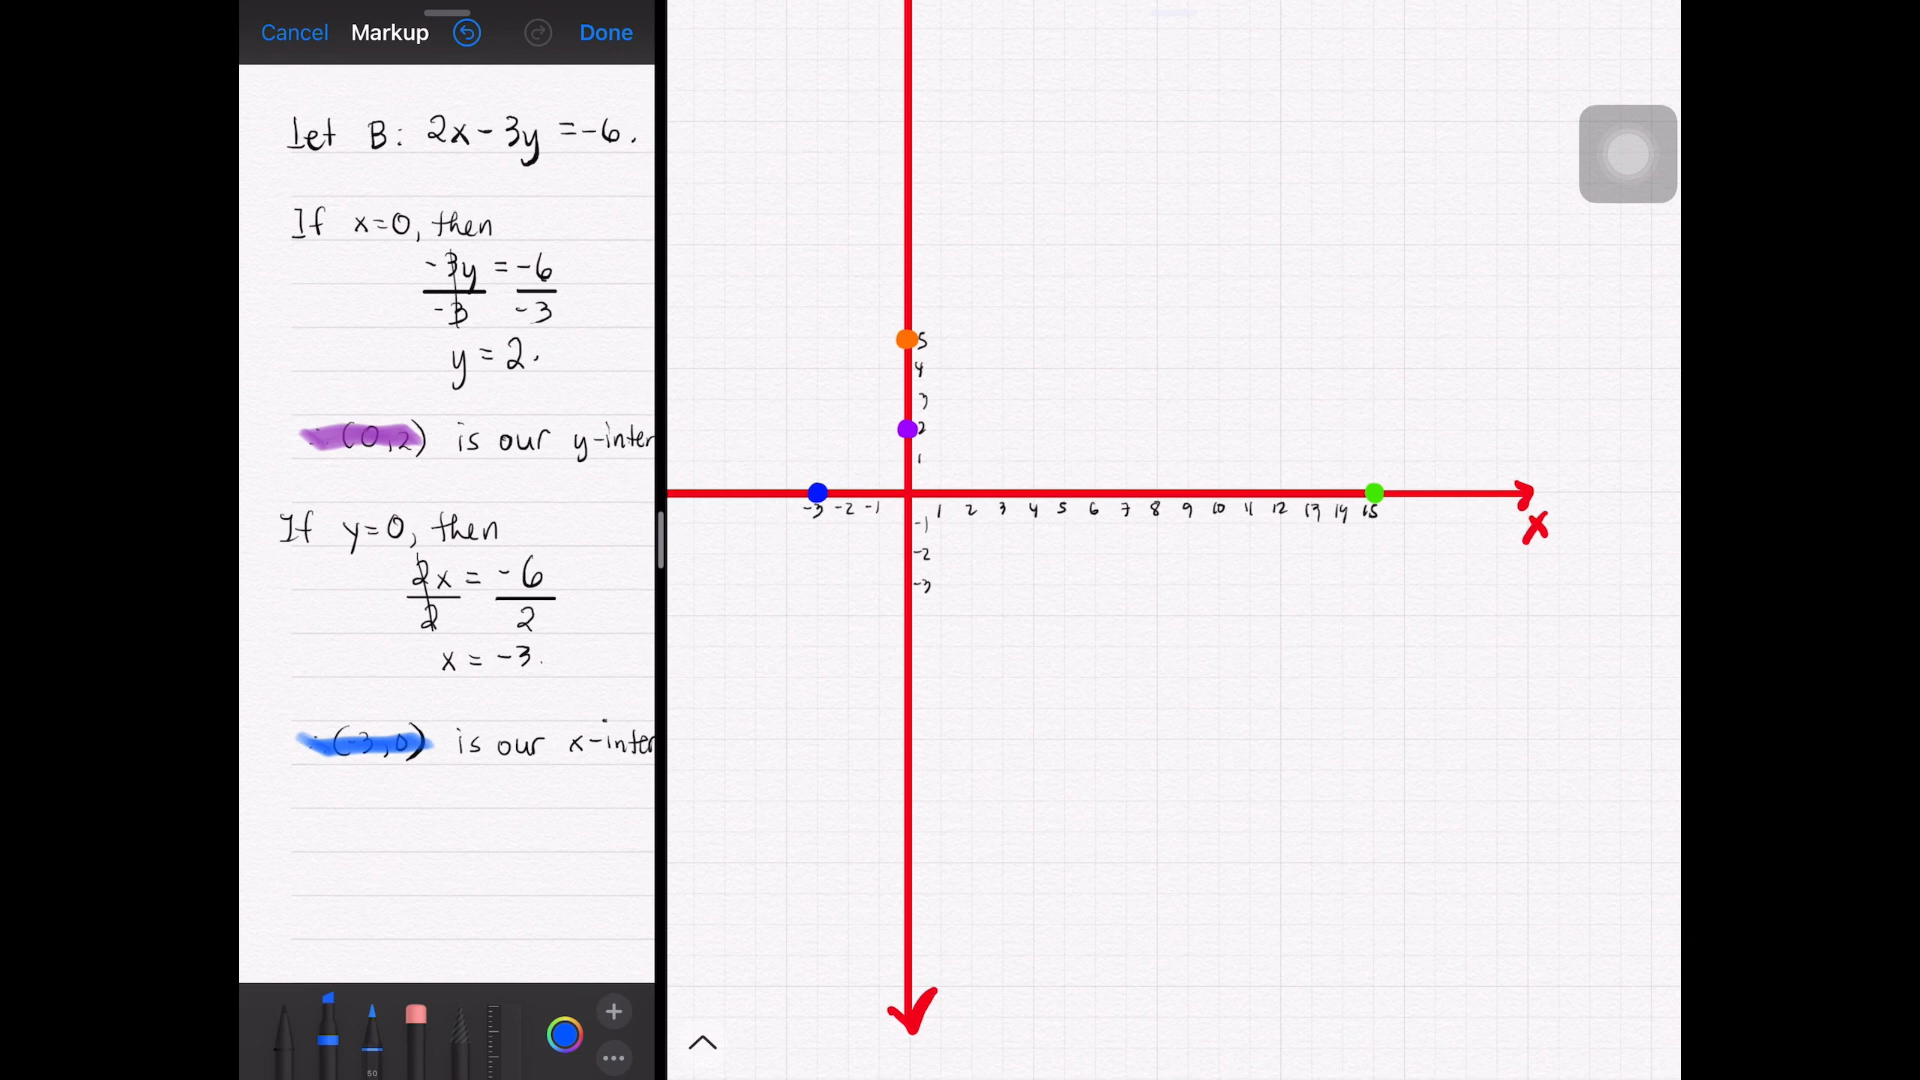 Cancel Markup Done
Let B: 2x - 3y = -6.
If x=0, then
-3y = -6
-3 -3
y = 2.
∴ (0,2) is our y-inter
If y=0, then
2x = -6
2 2
x = -3.
∴ (-3,0) is our x-inter
50
5
4
3
2
1
-3 -2 -1 1 2 3 4 5 6 7 8 9 10 11 12 13 14 15
X
-1
-2
-3